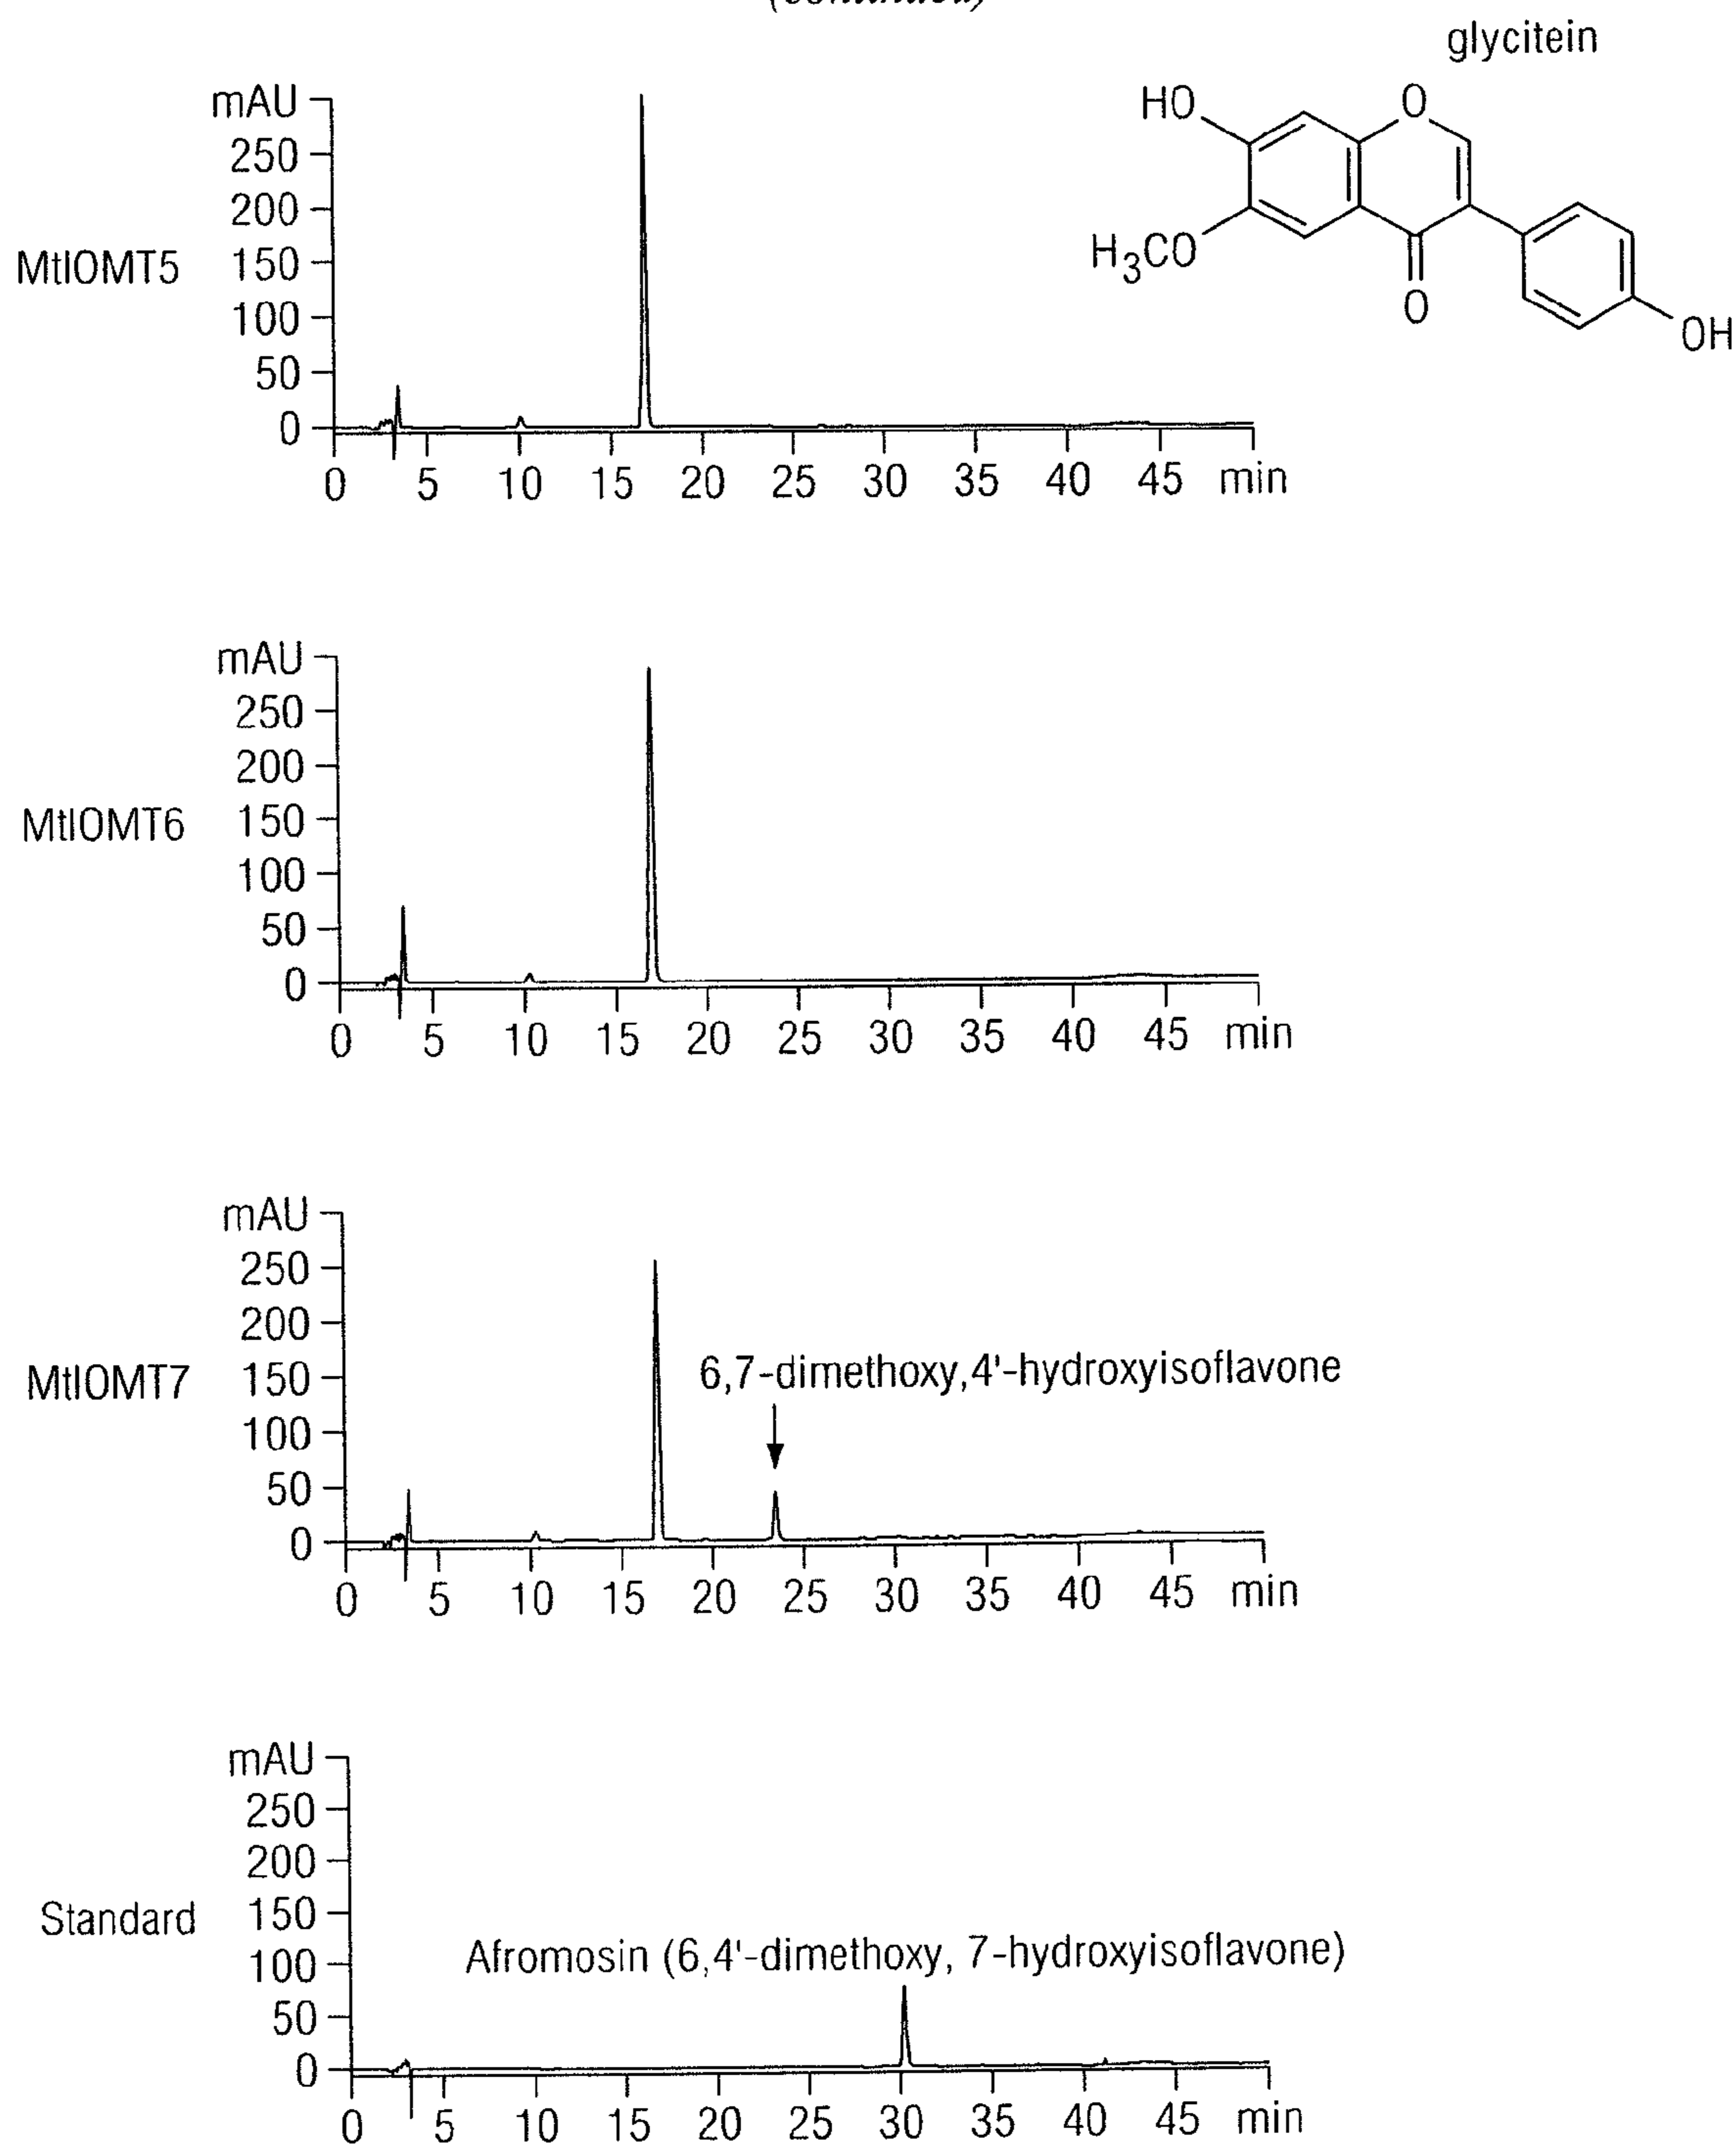 (continued)
glycitein
HO
O
H3CO
O
OH
MtIOMT5
mAU
250
200
150
100
50
0
0 5 10 15 20 25 30 35 40 45 min
MtIOMT6
mAU
250
200
150
100
50
0
0 5 10 15 20 25 30 35 40 45 min
MtIOMT7
mAU
250
200
150
100
50
0
6,7-dimethoxy,4'-hydroxyisoflavone
0 5 10 15 20 25 30 35 40 45 min
Standard
mAU
250
200
150
100
50
0
Afromosin (6,4'-dimethoxy, 7-hydroxyisoflavone)
0 5 10 15 20 25 30 35 40 45 min